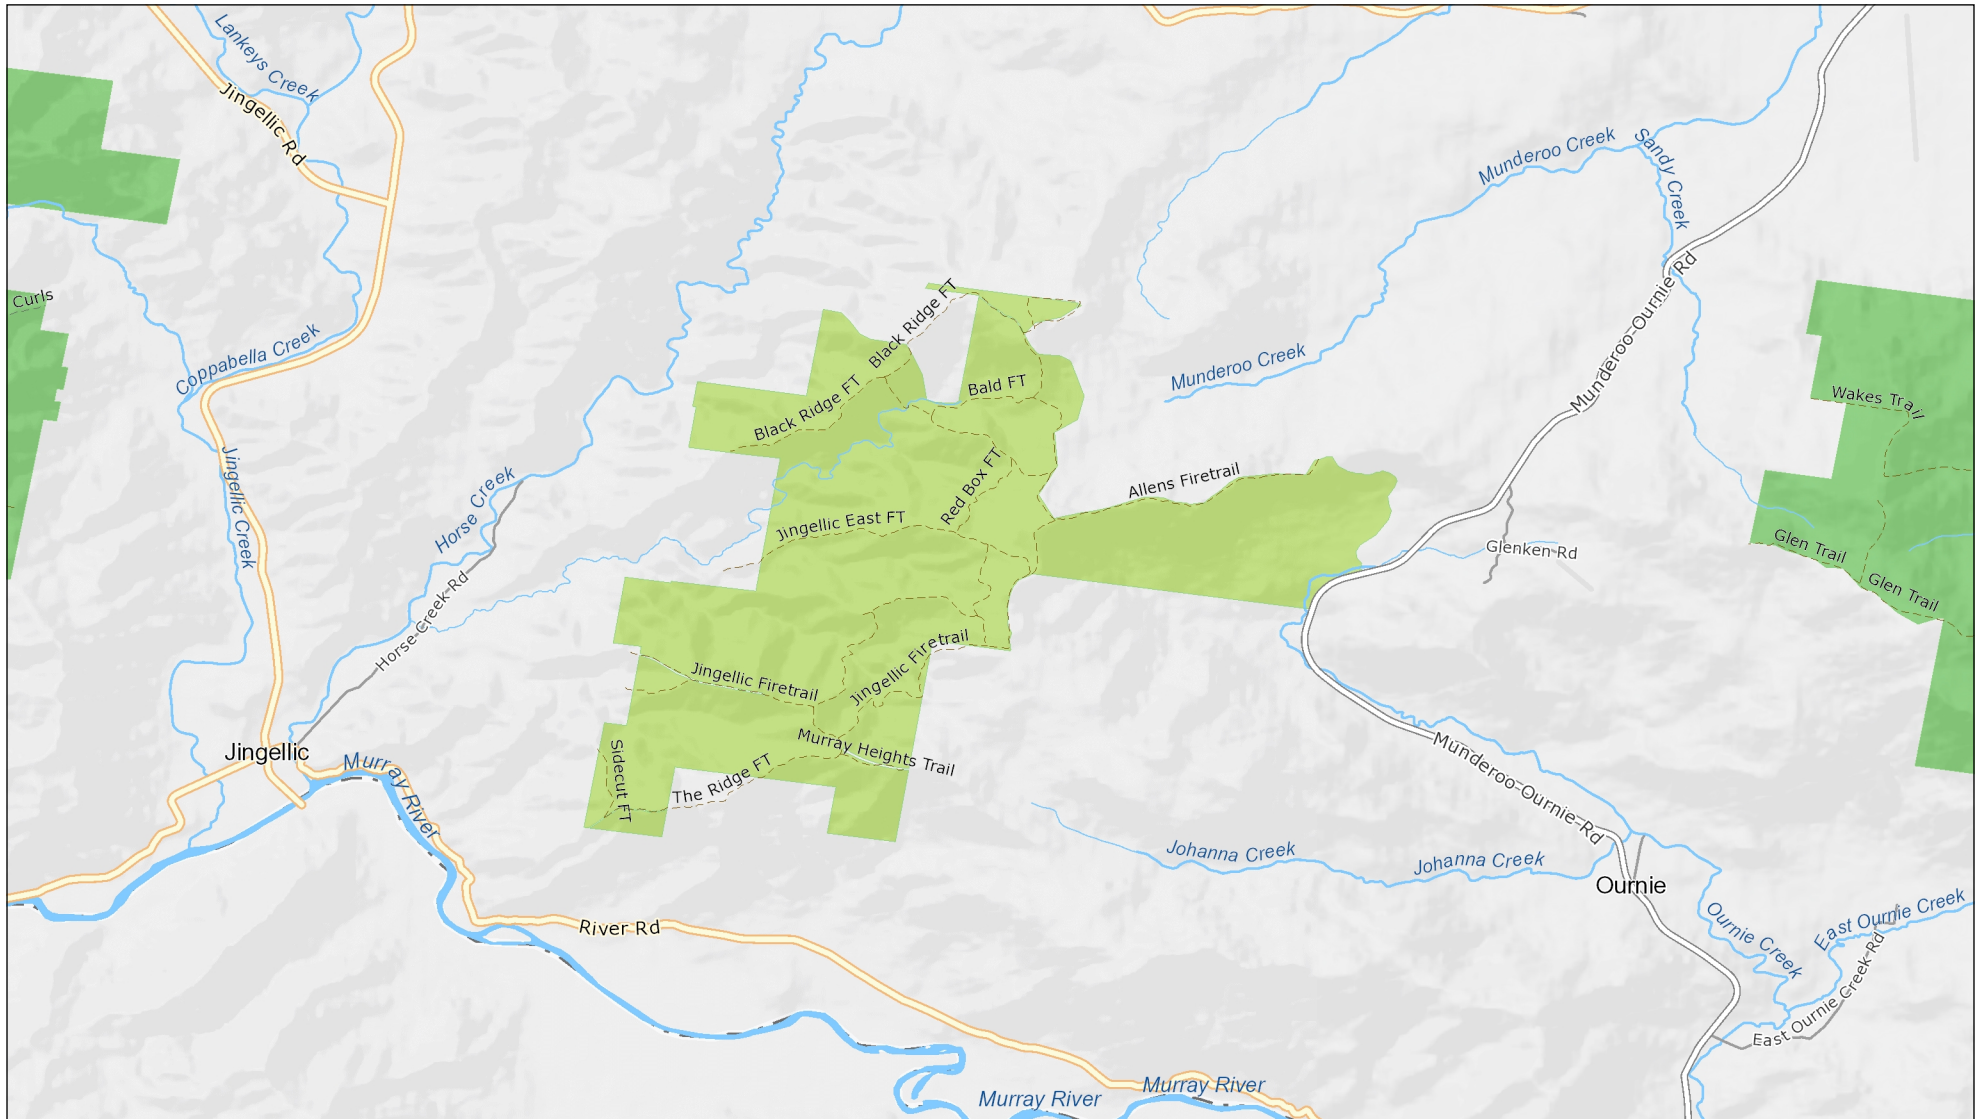 Lankeys Creek
Jingellic Rd
Munderoo Creek
Sandy Creek
Curls
Coppabella Creek
Black Ridge FT
Munderoo-Ournie Rd
Munderoo Creek
Bald FT
Black Ridge FT
Wakes Trail
Jingellic Creek
Horse Creek
Red Box FT
Allens Firetrail
Jingellic East FT
Glenken Rd
Glen Trail
Glen Trail
Horse Creek Rd
Jingellic Firetrail
Jingellic Firetrail
Jingellic
Murray River
Sidecut FT
Murray Heights Trail
The Ridge FT
Munderoo-Ournie Rd
Johanna Creek
Johanna Creek
Ournie
River Rd
Ournie Creek
East Ournie Creek
East Ournie Creek Rd
Murray River
Murray River